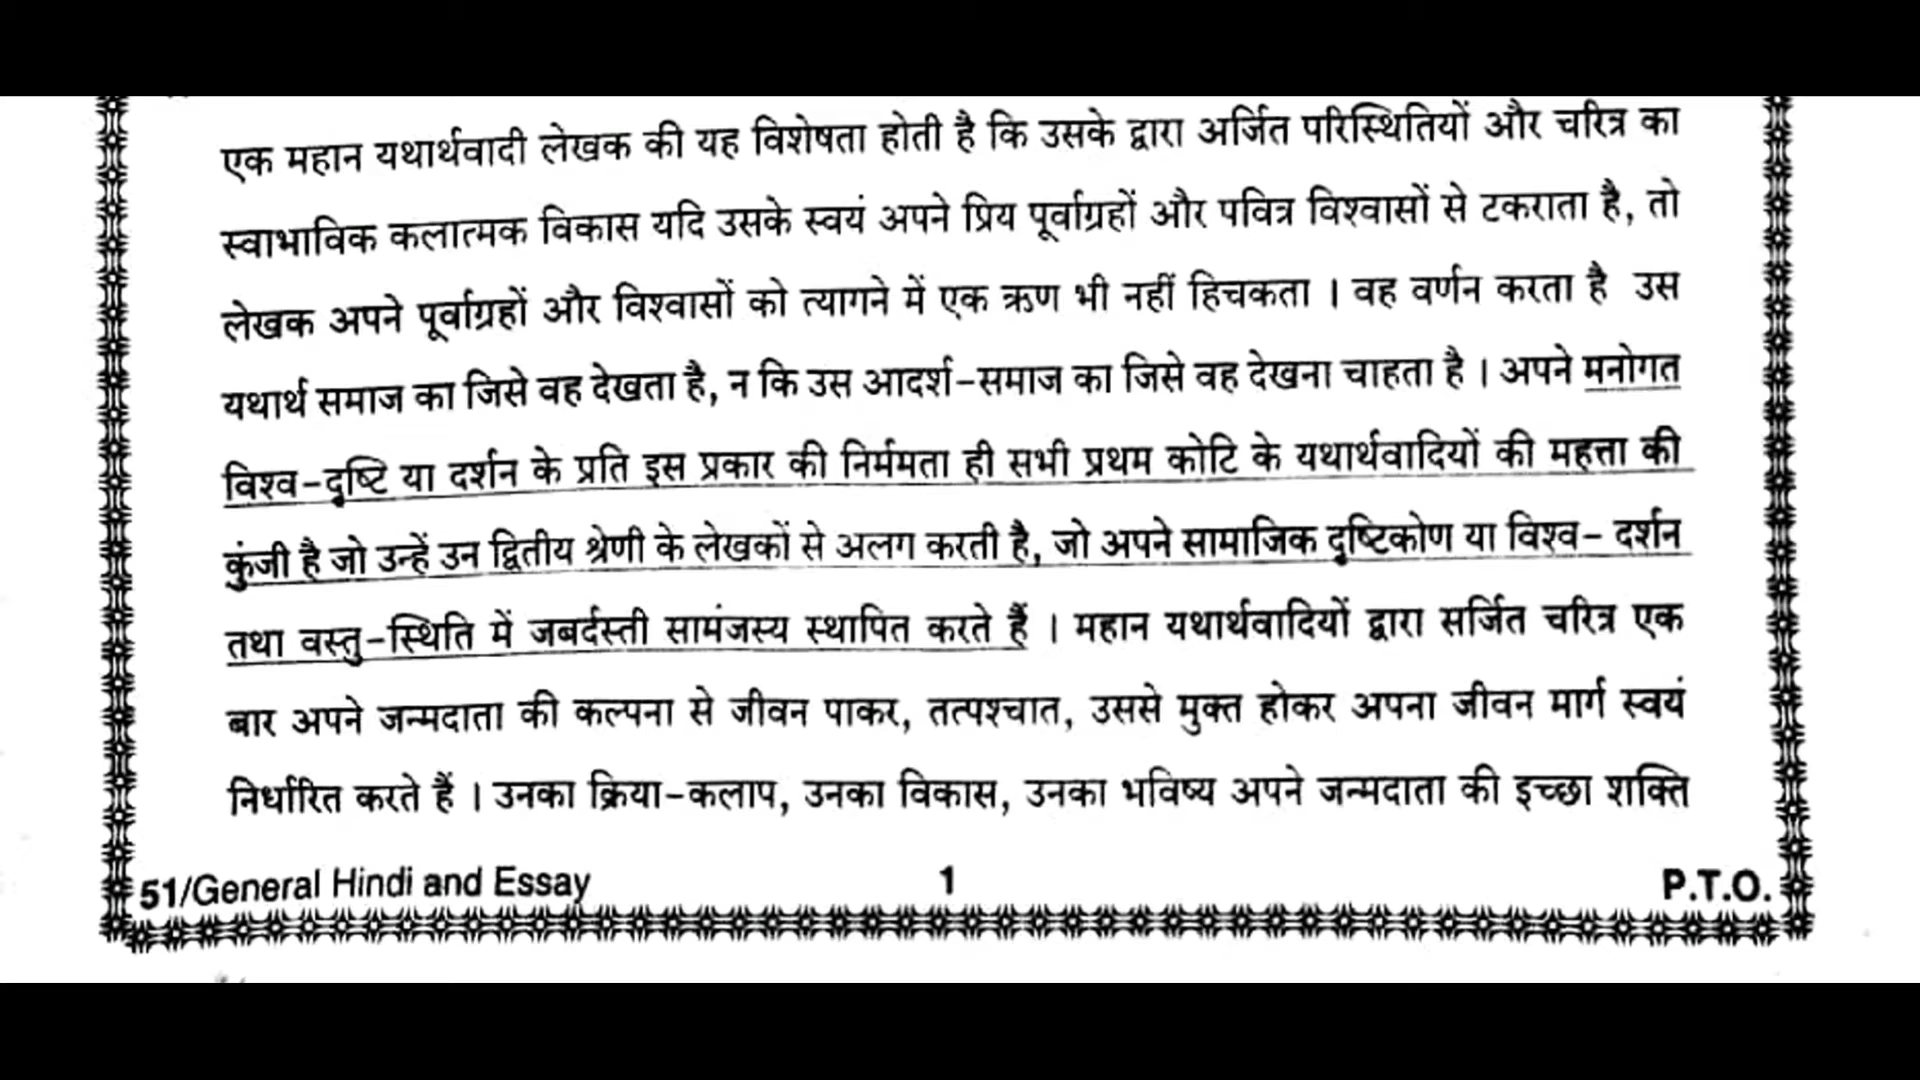 एक महान यथार्थवादी लेखक की यह विशेषता होती है कि उसके द्वारा अर्जित परिस्थितियों और चरित्र का
स्वाभाविक कलात्मक विकास यदि उसके स्वयं अपने प्रिय पूर्वाग्रहों और पवित्र विश्वासों से टकराता है, तो
लेखक अपने पूर्वाग्रहों और विश्वासों को त्यागने में एक ऋण भी नहीं हिचकता । वह वर्णन करता है उस
यथार्थ समाज का जिसे वह देखता है, न कि उस आदर्श-समाज का जिसे वह देखना चाहता है । अपने मनोगत
विश्व-दृष्टि या दर्शन के प्रति इस प्रकार की निर्ममता ही सभी प्रथम कोटि के यथार्थवादियों की महत्ता की
कुंजी है जो उन्हें उन द्वितीय श्रेणी के लेखकों से अलग करती है, जो अपने सामाजिक दृष्टिकोण या विश्व- दर्शन
तथा वस्तु-स्थिति में जबर्दस्ती सामंजस्य स्थापित करते हैं । महान यथार्थवादियों द्वारा सर्जित चरित्र एक
बार अपने जन्मदाता की कल्पना से जीवन पाकर, तत्पश्चात, उससे मुक्त होकर अपना जीवन मार्ग स्वयं
निर्धारित करते हैं । उनका क्रिया-कलाप, उनका विकास, उनका भविष्य अपने जन्मदाता की इच्छा शक्ति
51/General Hindi and Essay 1 P.T.O.